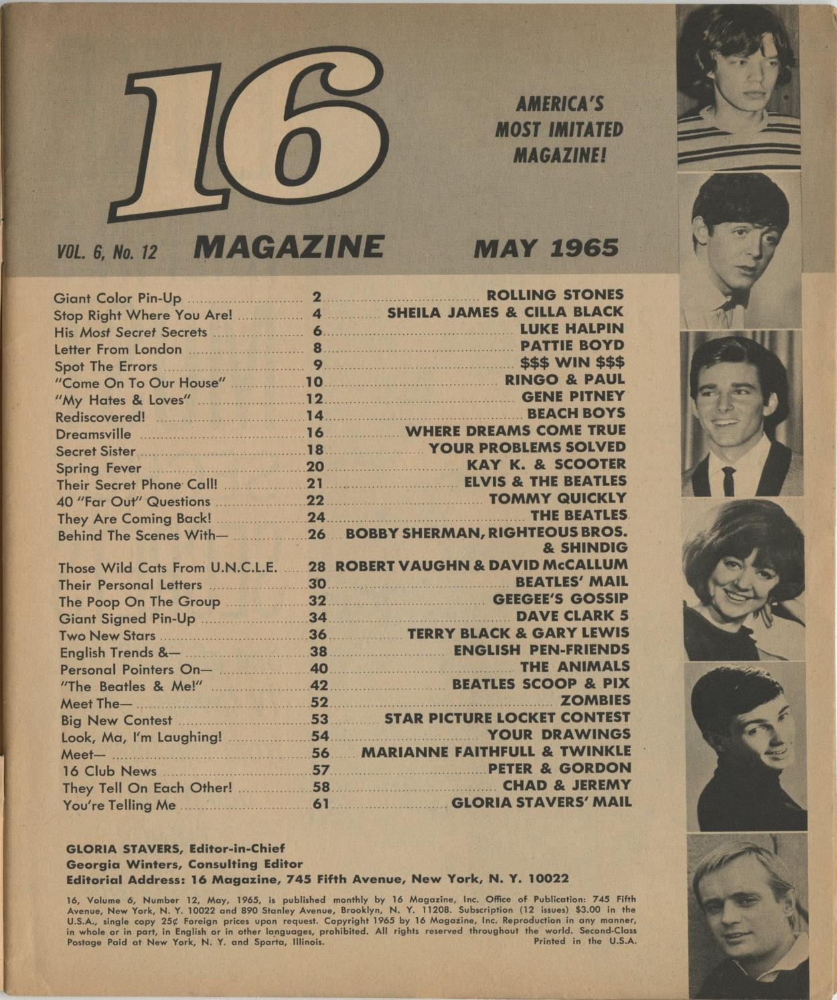 16
AMERICA'S
MOST IMITATED
MAGAZINE!
VOL. 6, No. 12 MAGAZINE MAY 1965
Giant Color Pin-Up 2 ROLLING STONES
Stop Right Where You Are! 4 SHEILA JAMES & CILLA BLACK
His Most Secret Secrets 6 LUKE HALPIN
Letter From London 8 PATTIE BOYD
Spot The Errors 9 $$$ WIN $$$
"Come On To Our House" 10 RINGO & PAUL
"My Hates & Loves" 12 GENE PITNEY
Rediscovered! 14 BEACH BOYS
Dreamsville 16 WHERE DREAMS COME TRUE
Secret Sister 18 YOUR PROBLEMS SOLVED
Spring Fever 20 KAY K. & SCOOTER
Their Secret Phone Call! 21 ELVIS & THE BEATLES
40 "Far Out" Questions 22 TOMMY QUICKLY
They Are Coming Back! 24 THE BEATLES
Behind The Scenes With— 26 BOBBY SHERMAN, RIGHTEOUS BROS.
& SHINDIG
Those Wild Cats From U.N.C.L.E. 28 ROBERT VAUGHN & DAVID McCALLUM
Their Personal Letters 30 BEATLES' MAIL
The Poop On The Group 32 GEEGEE'S GOSSIP
Giant Signed Pin-Up 34 DAVE CLARK 5
Two New Stars 36 TERRY BLACK & GARY LEWIS
English Trends &— 38 ENGLISH PEN-FRIENDS
Personal Pointers On— 40 THE ANIMALS
"The Beatles & Me!" 42 BEATLES SCOOP & PIX
Meet The— 52 ZOMBIES
Big New Contest 53 STAR PICTURE LOCKET CONTEST
Look, Ma, I'm Laughing! 54 YOUR DRAWINGS
Meet— 56 MARIANNE FAITHFULL & TWINKLE
16 Club News 57 PETER & GORDON
They Tell On Each Other! 58 CHAD & JEREMY
You're Telling Me 61 GLORIA STAVERS' MAIL
GLORIA STAVERS, Editor-in-Chief
Georgia Winters, Consulting Editor
Editorial Address: 16 Magazine, 745 Fifth Avenue, New York, N. Y. 10022
16, Volume 6, Number 12, May, 1965, is published monthly by 16 Magazine, Inc. Office of Publication: 745 Fifth
Avenue, New York, N. Y. 10022 and 890 Stanley Avenue, Brooklyn, N. Y. 11208. Subscription (12 issues) $3.00 in the
U.S.A., single copy 25¢ Foreign prices upon request. Copyright 1965 by 16 Magazine, Inc. Reproduction in any manner,
in whole or in part, in English or in other languages, prohibited. All rights reserved throughout the world. Second-Class
Postage Paid at New York, N. Y. and Sparta, Illinois. Printed in the U.S.A.